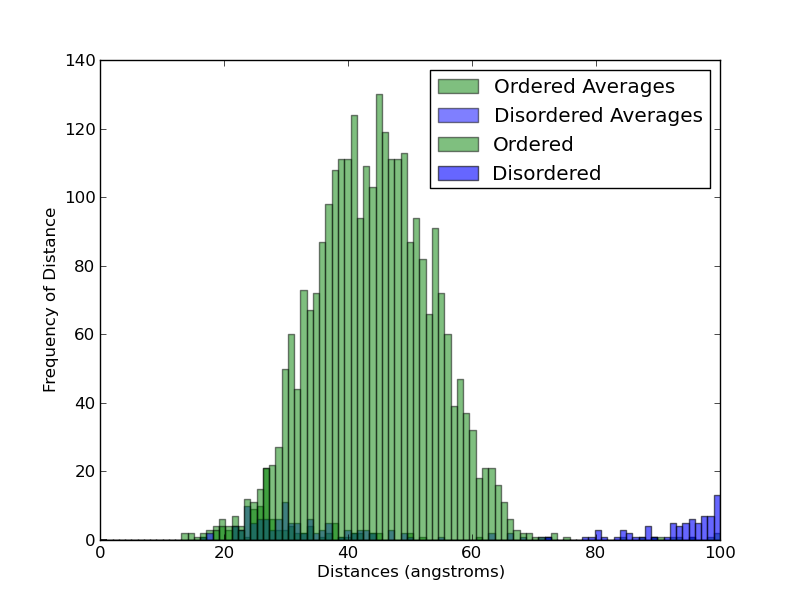 140
120
100
80
60
40
20
0
Frequency of Distance
Ordered Averages
Disordered Averages
Ordered
Disordered
0 20 40 60 80 100
Distances (angstroms)